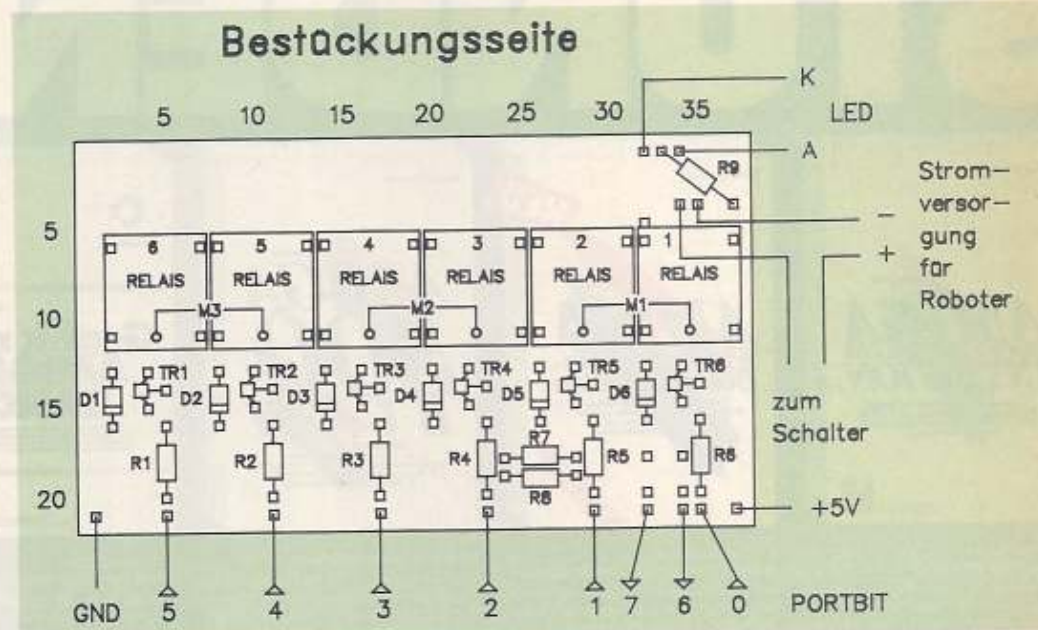 Bestückungsseite
K
5 10 15 20 25 30 35 LED
A
R9
Strom-
versor-
gung
für
Roboter
-
+
5
6 5 4 3 2 1
RELAIS RELAIS RELAIS RELAIS RELAIS RELAIS
M3 M2 M1
10
TR1 TR2 TR3 TR4 TR5 TR6
D1 D2 D3 D4 D5 D6
15
zum
Schalter
R7
R1 R2 R3 R4 R5 R6
R8
20
+5V
GND 5 4 3 2 1 7 6 0 PORTBIT